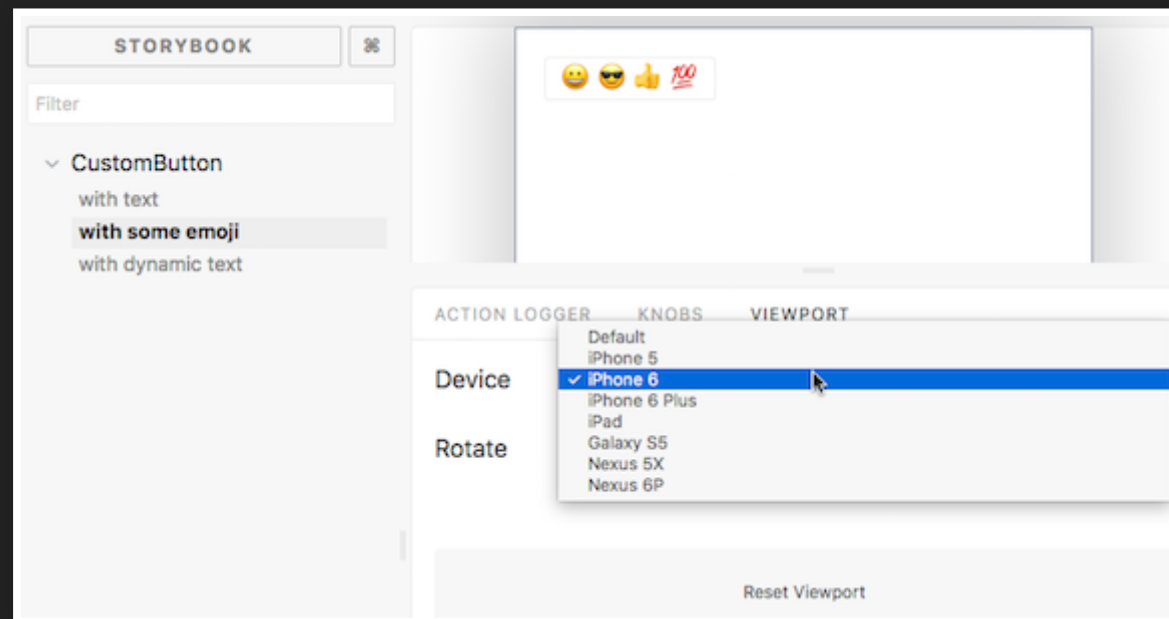 STORYBOOK ⌘
Filter
CustomButton
with text
with some emoji
with dynamic text
😀 😎 👍 💯
ACTION LOGGER KNOBS VIEWPORT
Device
Rotate
Default
iPhone 5
✓ iPhone 6
iPhone 6 Plus
iPad
Galaxy S5
Nexus 5X
Nexus 6P
Reset Viewport